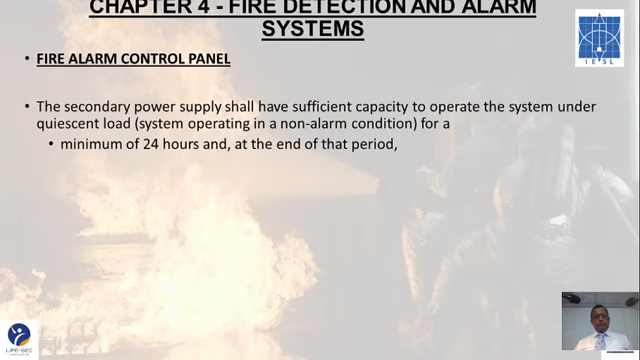 CHAPTER 4 - FIRE DETECTION AND ALARM
SYSTEMS
IESL
• FIRE ALARM CONTROL PANEL
• The secondary power supply shall have sufficient capacity to operate the system under
quiescent load (system operating in a non-alarm condition) for a
• minimum of 24 hours and, at the end of that period,
LIFE-SEC